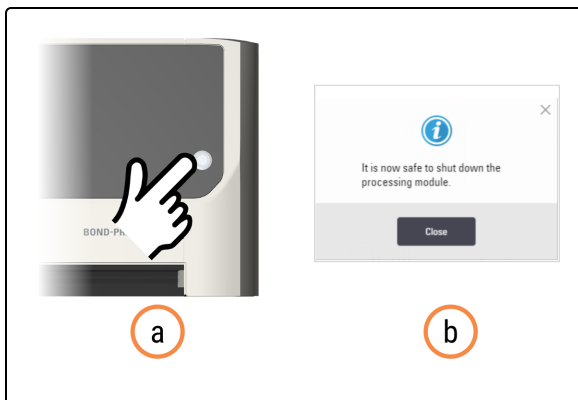 BOND-PR
It is now safe to shut down the
processing module.
Close
a
b